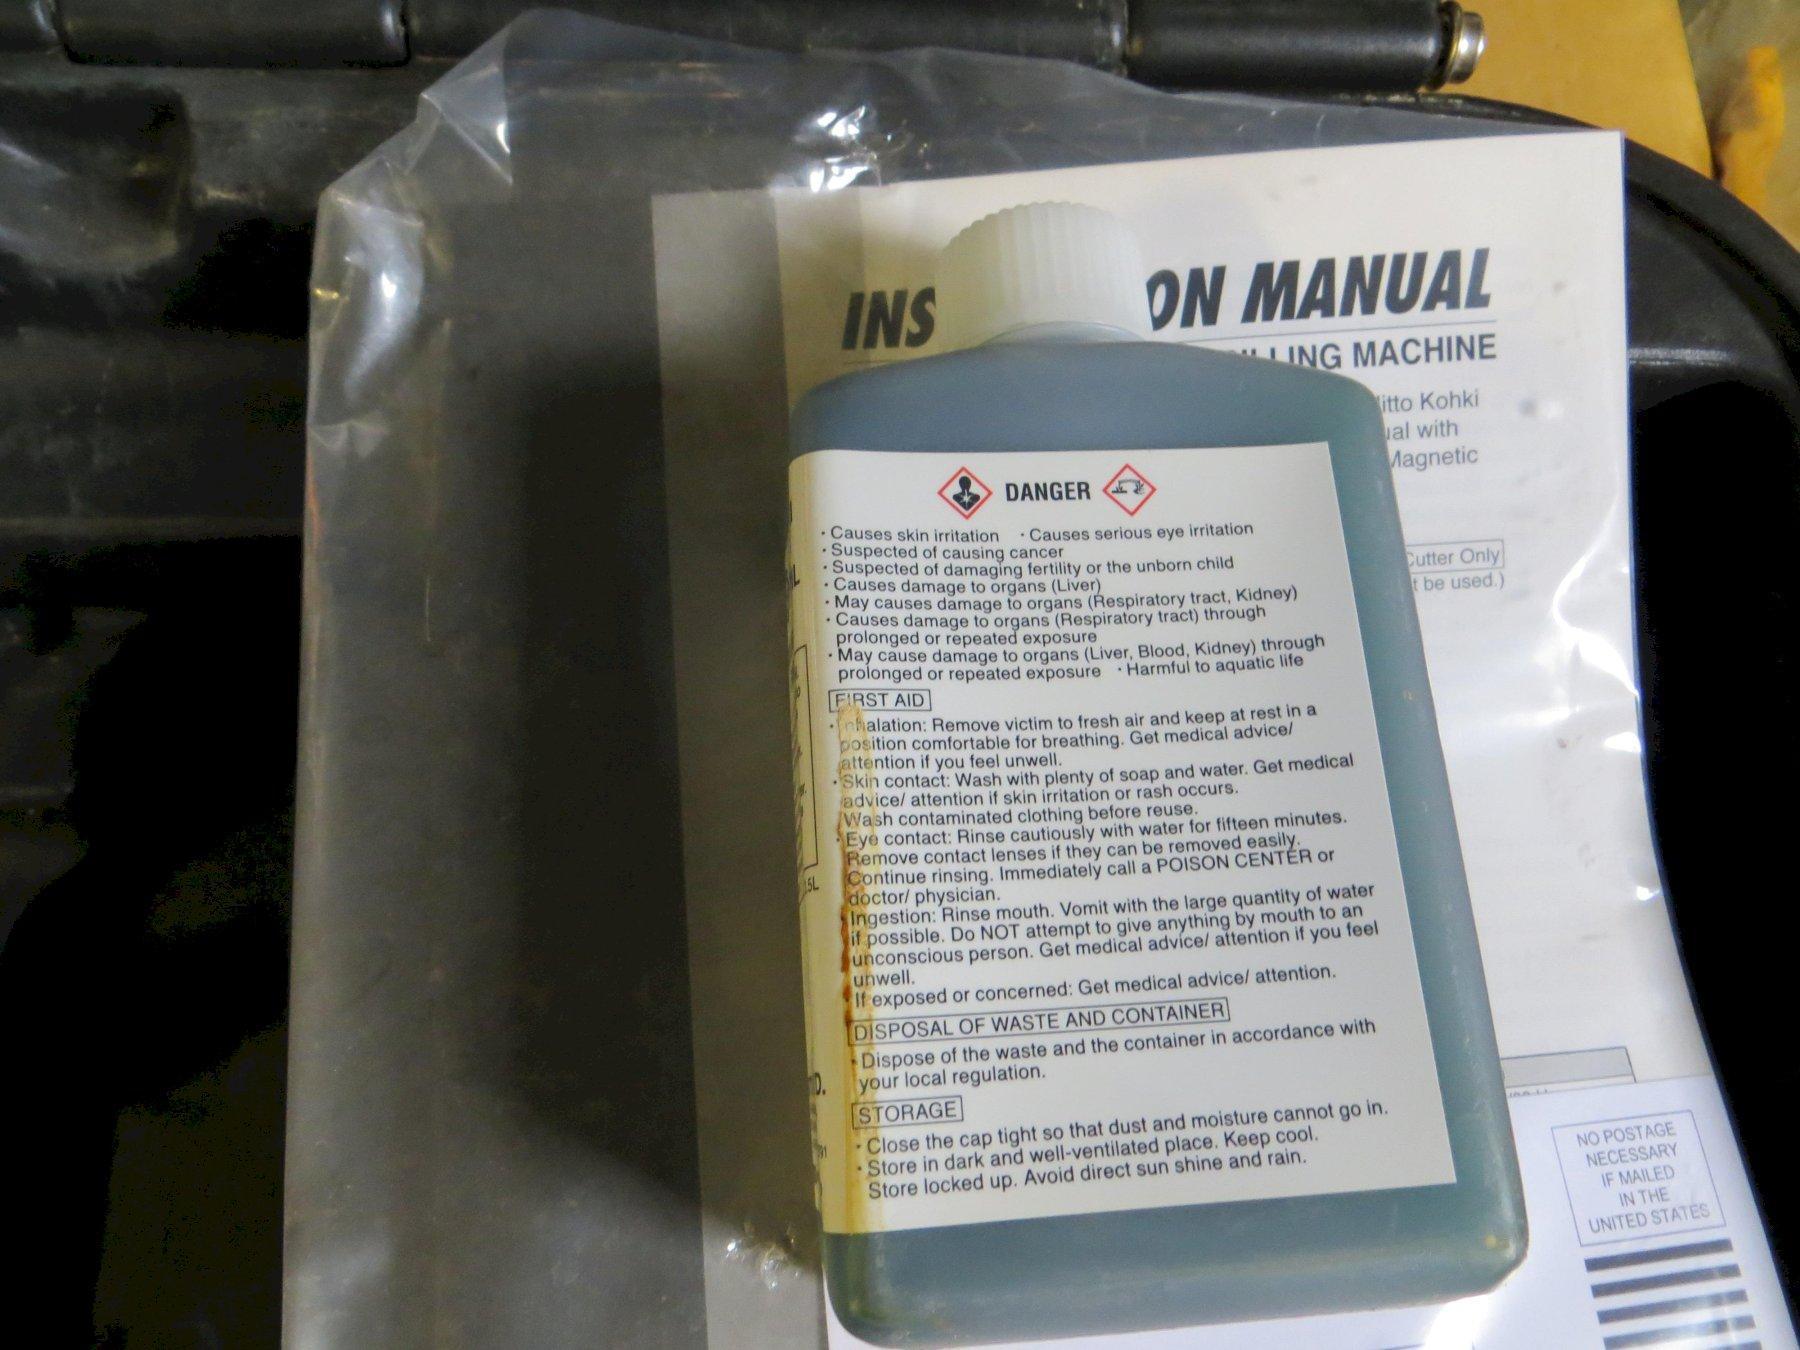 INS ON MANUAL
LLING MACHINE
itto Kohki
ual with
Magnetic
Cutter Only
t be used.)
DANGER
· Causes skin irritation · Causes serious eye irritation
· Suspected of causing cancer
· Suspected of damaging fertility or the unborn child
· Causes damage to organs (Liver)
· May causes damage to organs (Respiratory tract, Kidney)
· Causes damage to organs (Respiratory tract) through
prolonged or repeated exposure
· May cause damage to organs (Liver, Blood, Kidney) through
prolonged or repeated exposure · Harmful to aquatic life
FIRST AID
· Inhalation: Remove victim to fresh air and keep at rest in a
position comfortable for breathing. Get medical advice/
attention if you feel unwell.
· Skin contact: Wash with plenty of soap and water. Get medical
advice/ attention if skin irritation or rash occurs.
Wash contaminated clothing before reuse.
· Eye contact: Rinse cautiously with water for fifteen minutes.
Remove contact lenses if they can be removed easily.
Continue rinsing. Immediately call a POISON CENTER or
doctor/ physician.
Ingestion: Rinse mouth. Vomit with the large quantity of water
if possible. Do NOT attempt to give anything by mouth to an
unconscious person. Get medical advice/ attention if you feel
unwell.
If exposed or concerned: Get medical advice/ attention.
DISPOSAL OF WASTE AND CONTAINER
· Dispose of the waste and the container in accordance with
your local regulation.
STORAGE
· Close the cap tight so that dust and moisture cannot go in.
· Store in dark and well-ventilated place. Keep cool.
Store locked up. Avoid direct sun shine and rain.
NO POSTAGE
NECESSARY
IF MAILED
IN THE
UNITED STATES